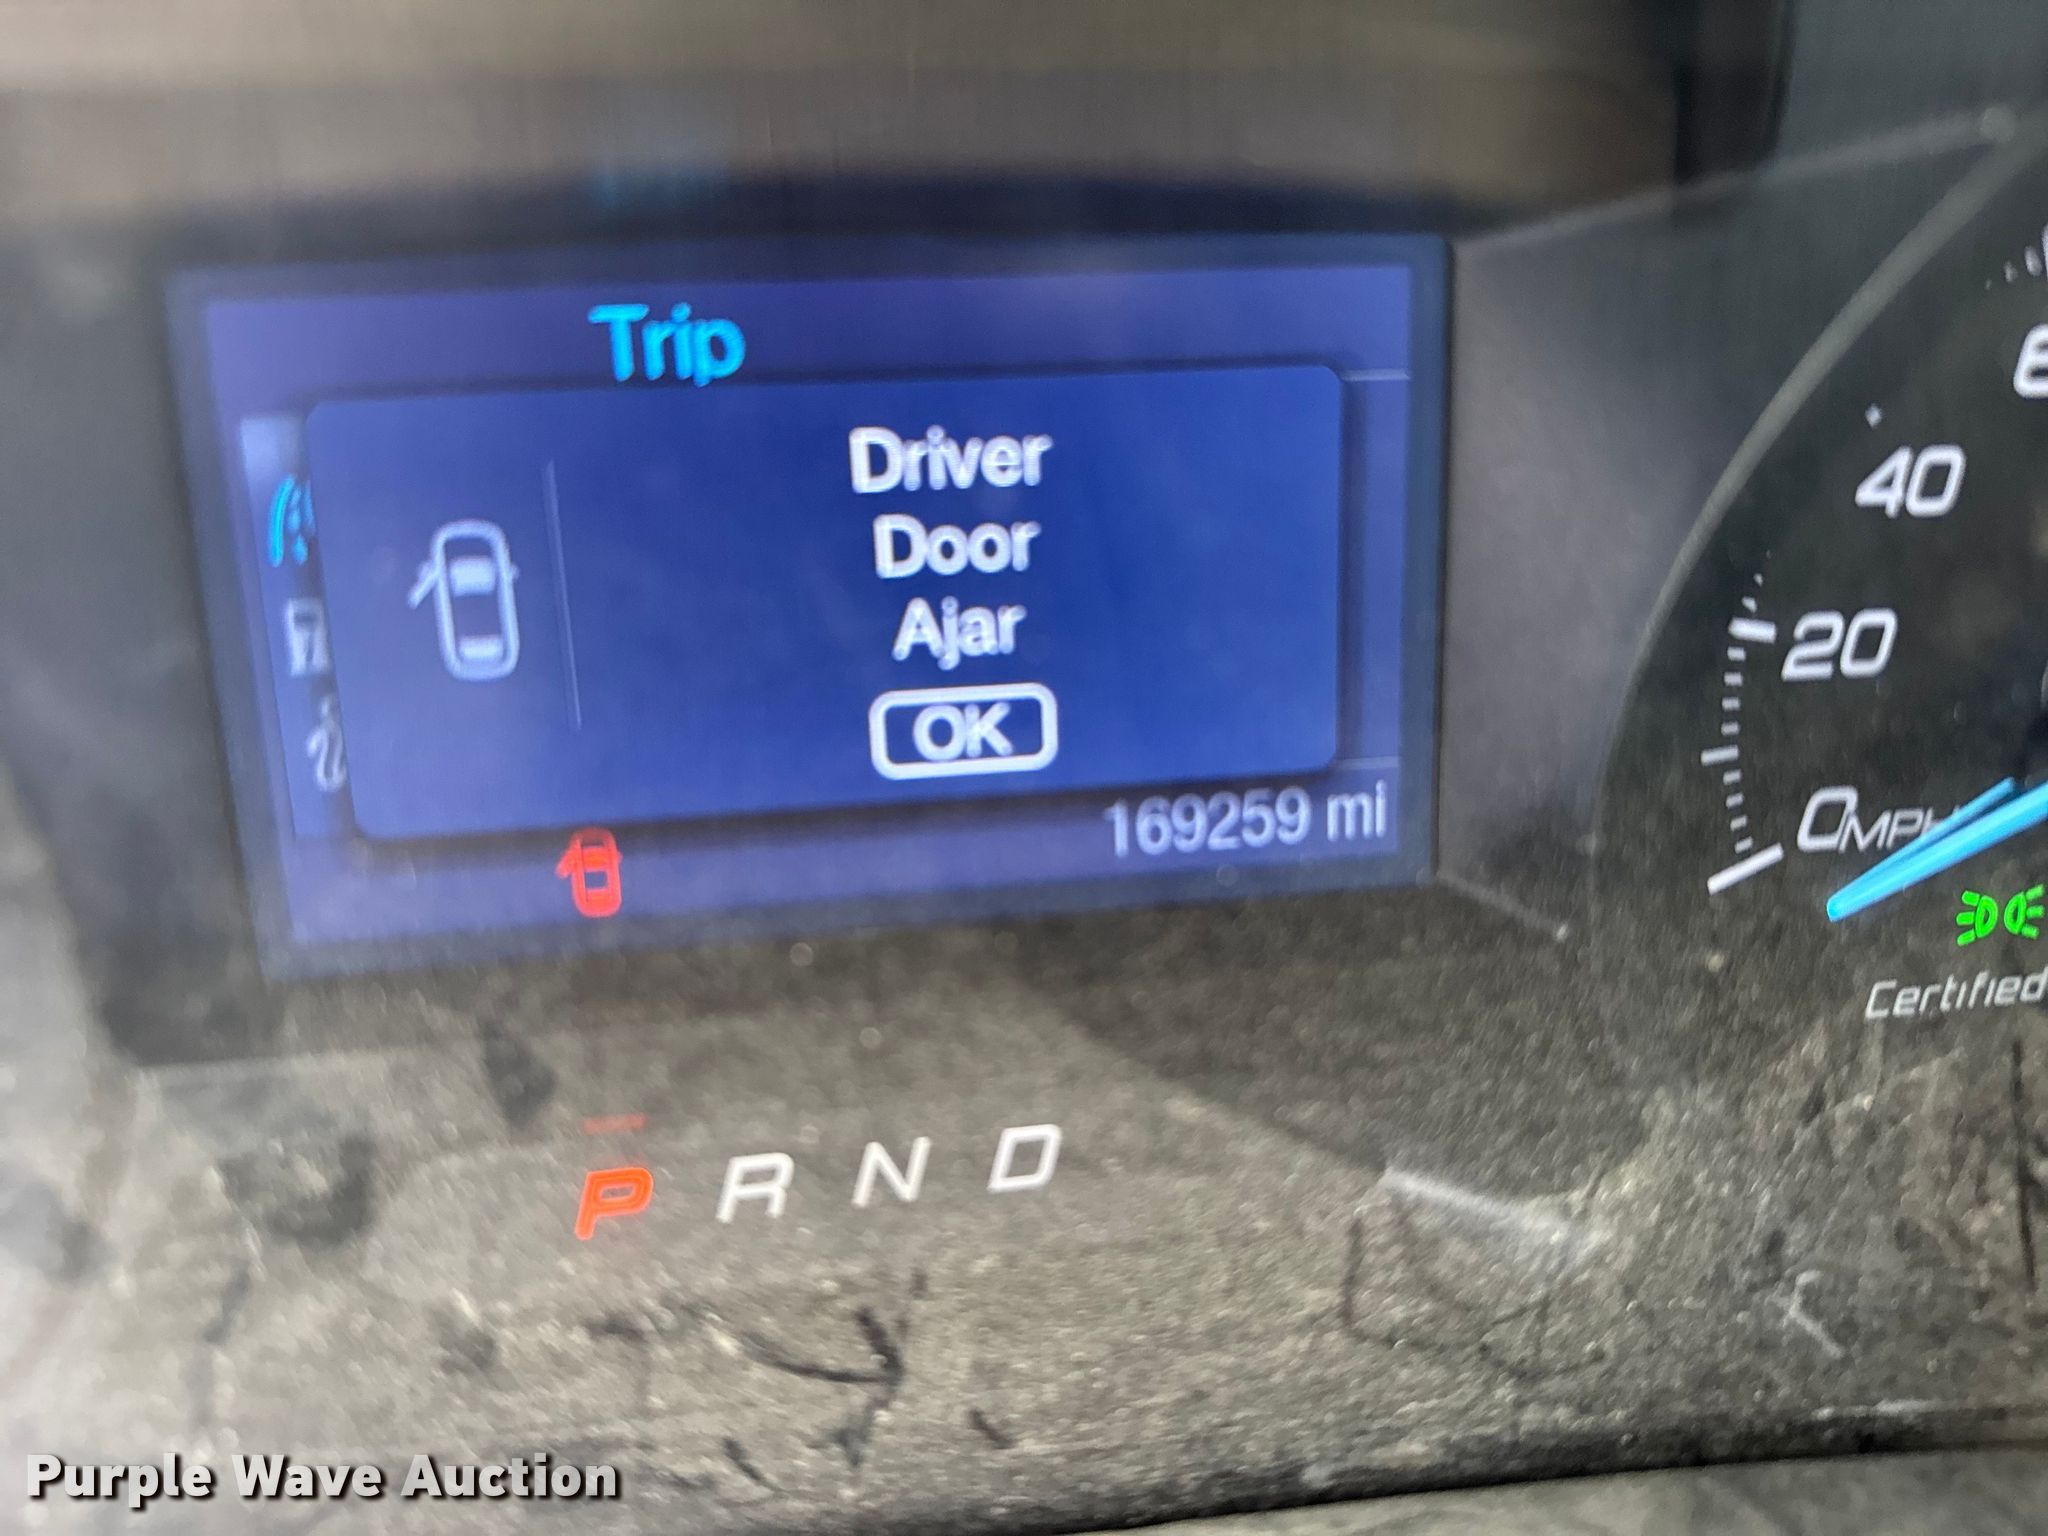 Trip
Driver
Door
Ajar
OK
169259 mi
40
20
0MPH
Certified
P R N D
Purple Wave Auction